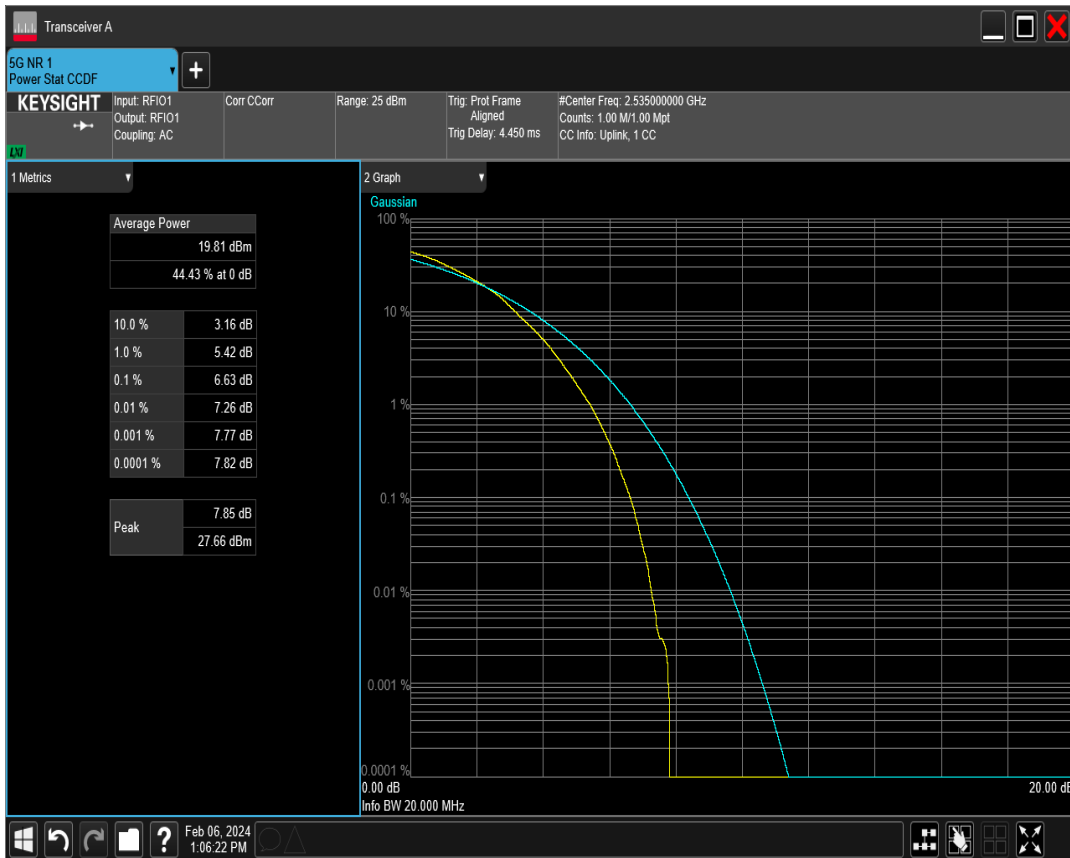 Transceiver A
5G NR 1
Power Stat CCDF
KEYSIGHT
LXI
Input: RFIO1
Output: RFIO1
Coupling: AC
Corr CCorr
Range: 25 dBm
Trig: Prot Frame
Aligned
Trig Delay: 4.450 ms
#Center Freq: 2.535000000 GHz
Counts: 1.00 M/1.00 Mpt
CC Info: Uplink, 1 CC
1 Metrics
Average Power
19.81 dBm
44.43 % at 0 dB
10.0 % 3.16 dB
1.0 % 5.42 dB
0.1 % 6.63 dB
0.01 % 7.26 dB
0.001 % 7.77 dB
0.0001 % 7.82 dB
Peak 7.85 dB
27.66 dBm
2 Graph
Gaussian
100 %
10 %
1 %
0.1 %
0.01 %
0.001 %
0.0001 %
0.00 dB 20.00 dB
Info BW 20.000 MHz
? Feb 06, 2024
1:06:22 PM